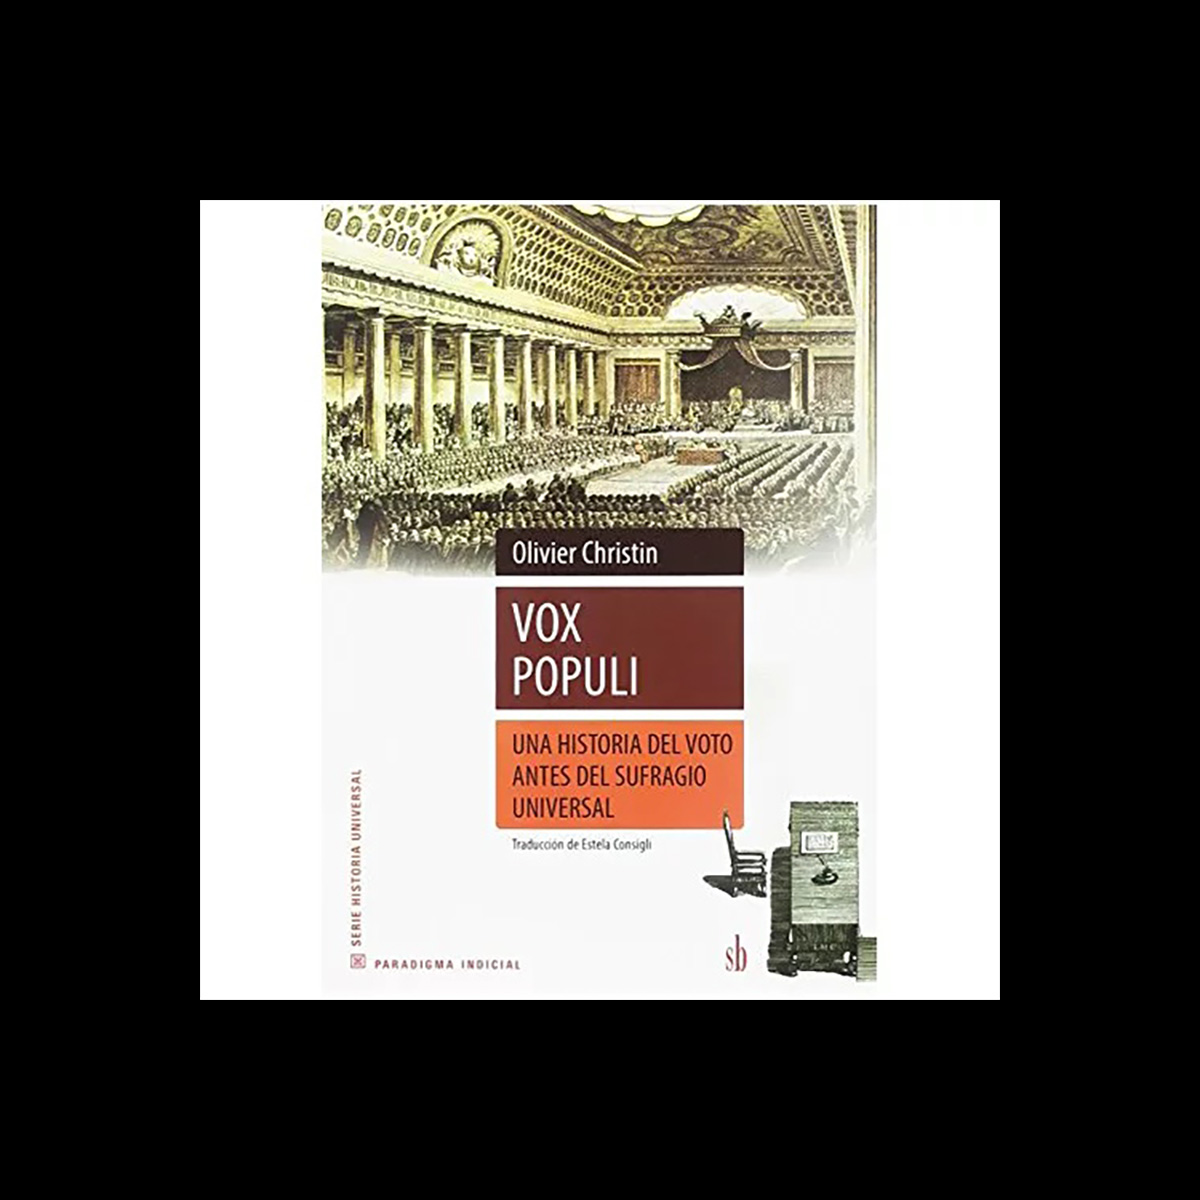 Olivier Christin
VOX
POPULI
UNA HISTORIA DEL VOTO
ANTES DEL SUFRAGIO
UNIVERSAL
Traducción de Estela Consigli
SERIE HISTORIA UNIVERSAL
PARADIGMA INDICIAL
sb